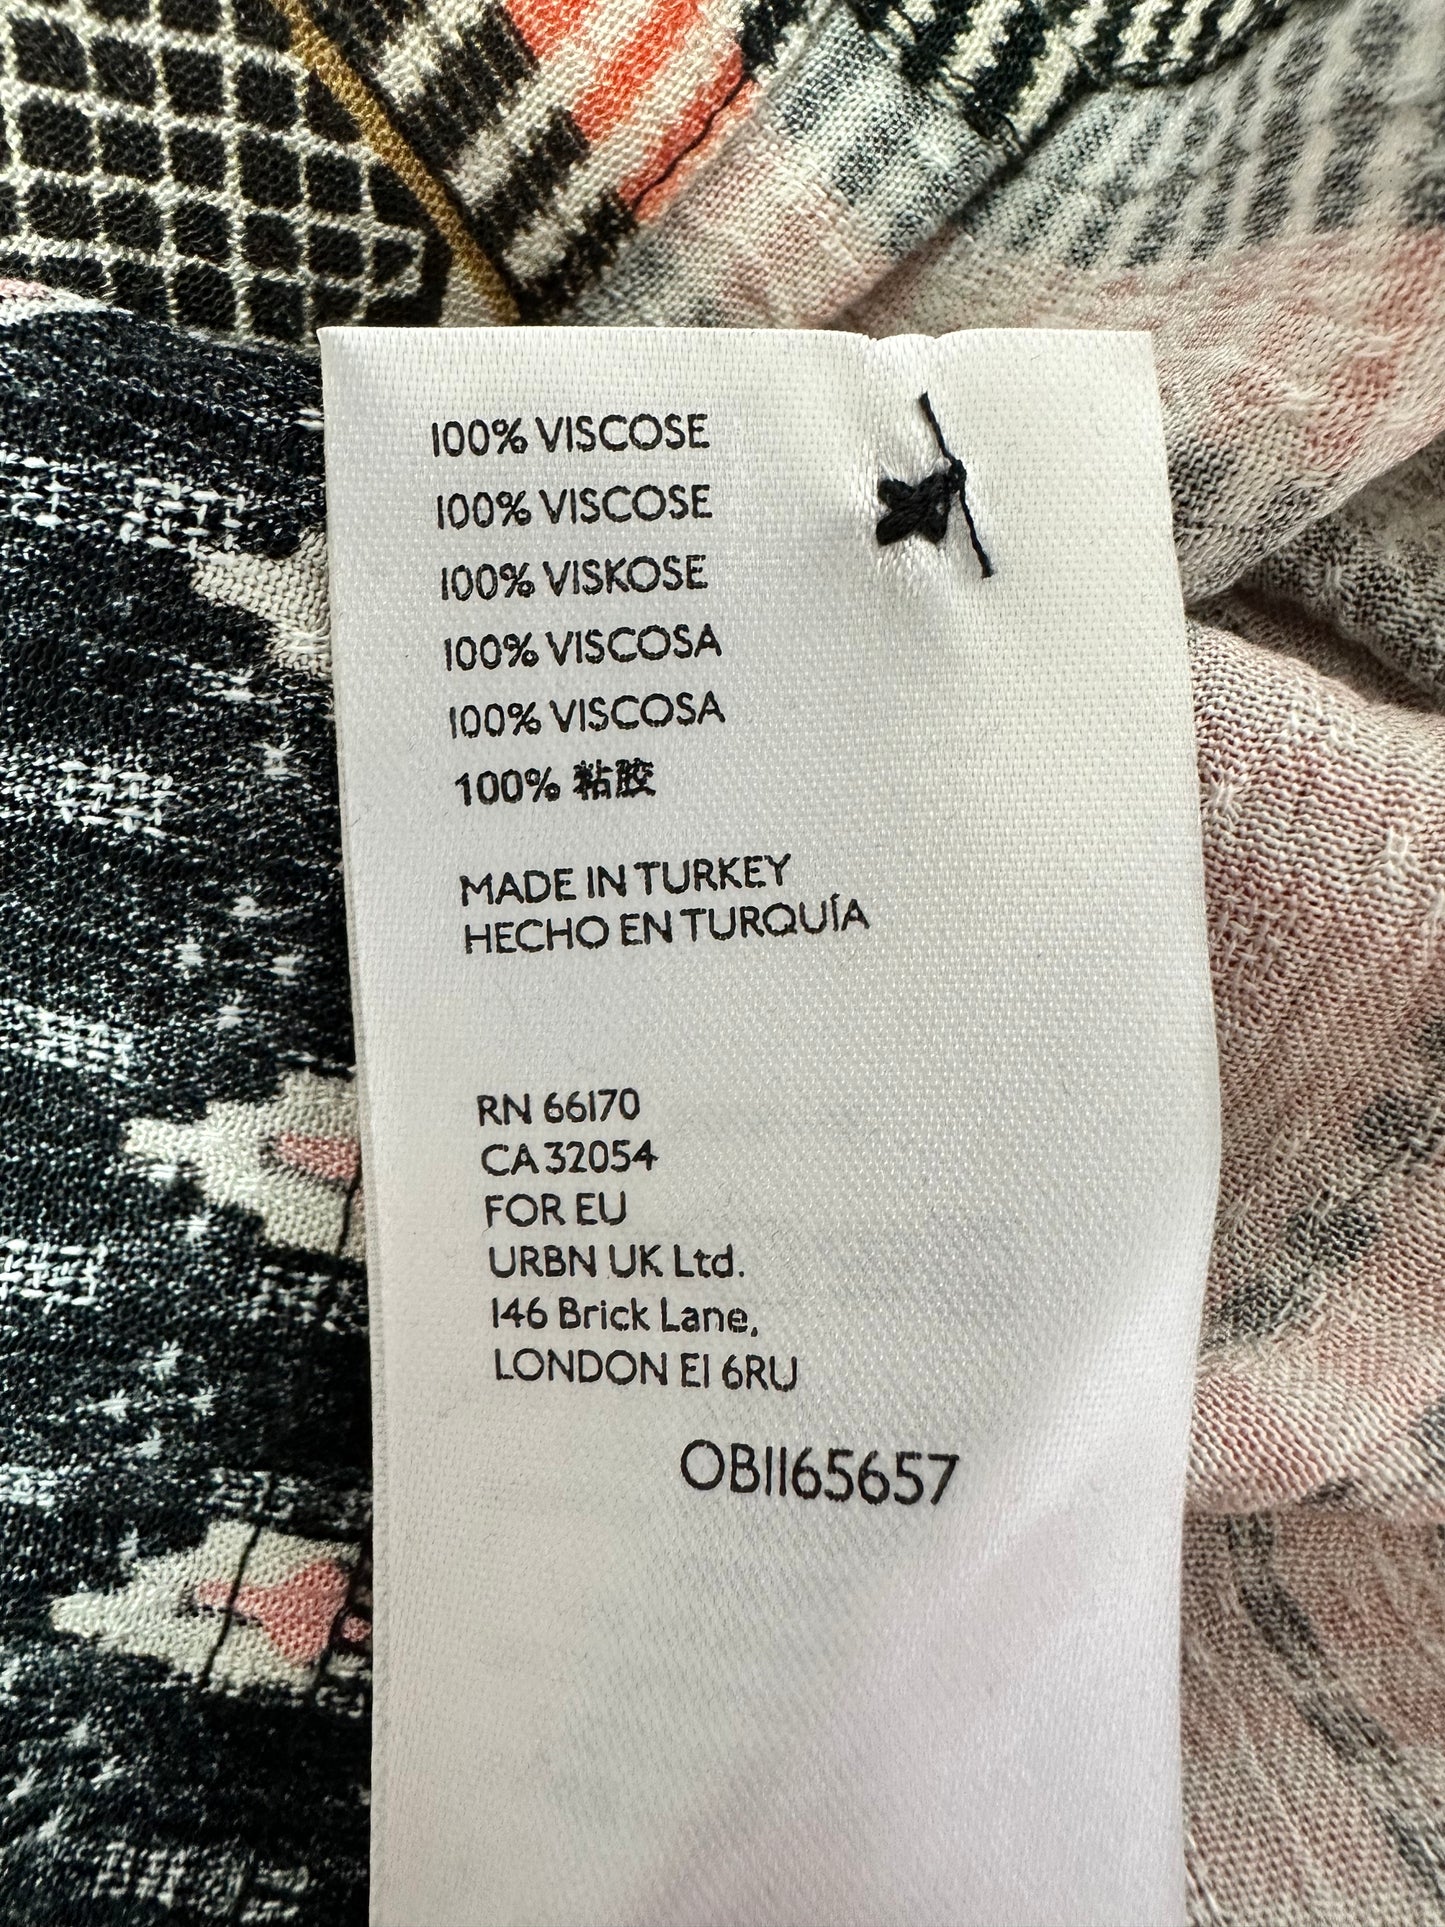 100% VISCOSE
100% VISCOSE
100% VISKOSE
100% VISCOSA
100% VISCOSA
100% 粘胶
MADE IN TURKEY
HECHO EN TURQUÍA
RN 66170
CA 32054
FOR EU
URBN UK Ltd.
146 Brick Lane,
LONDON E1 6RU
OB1165657